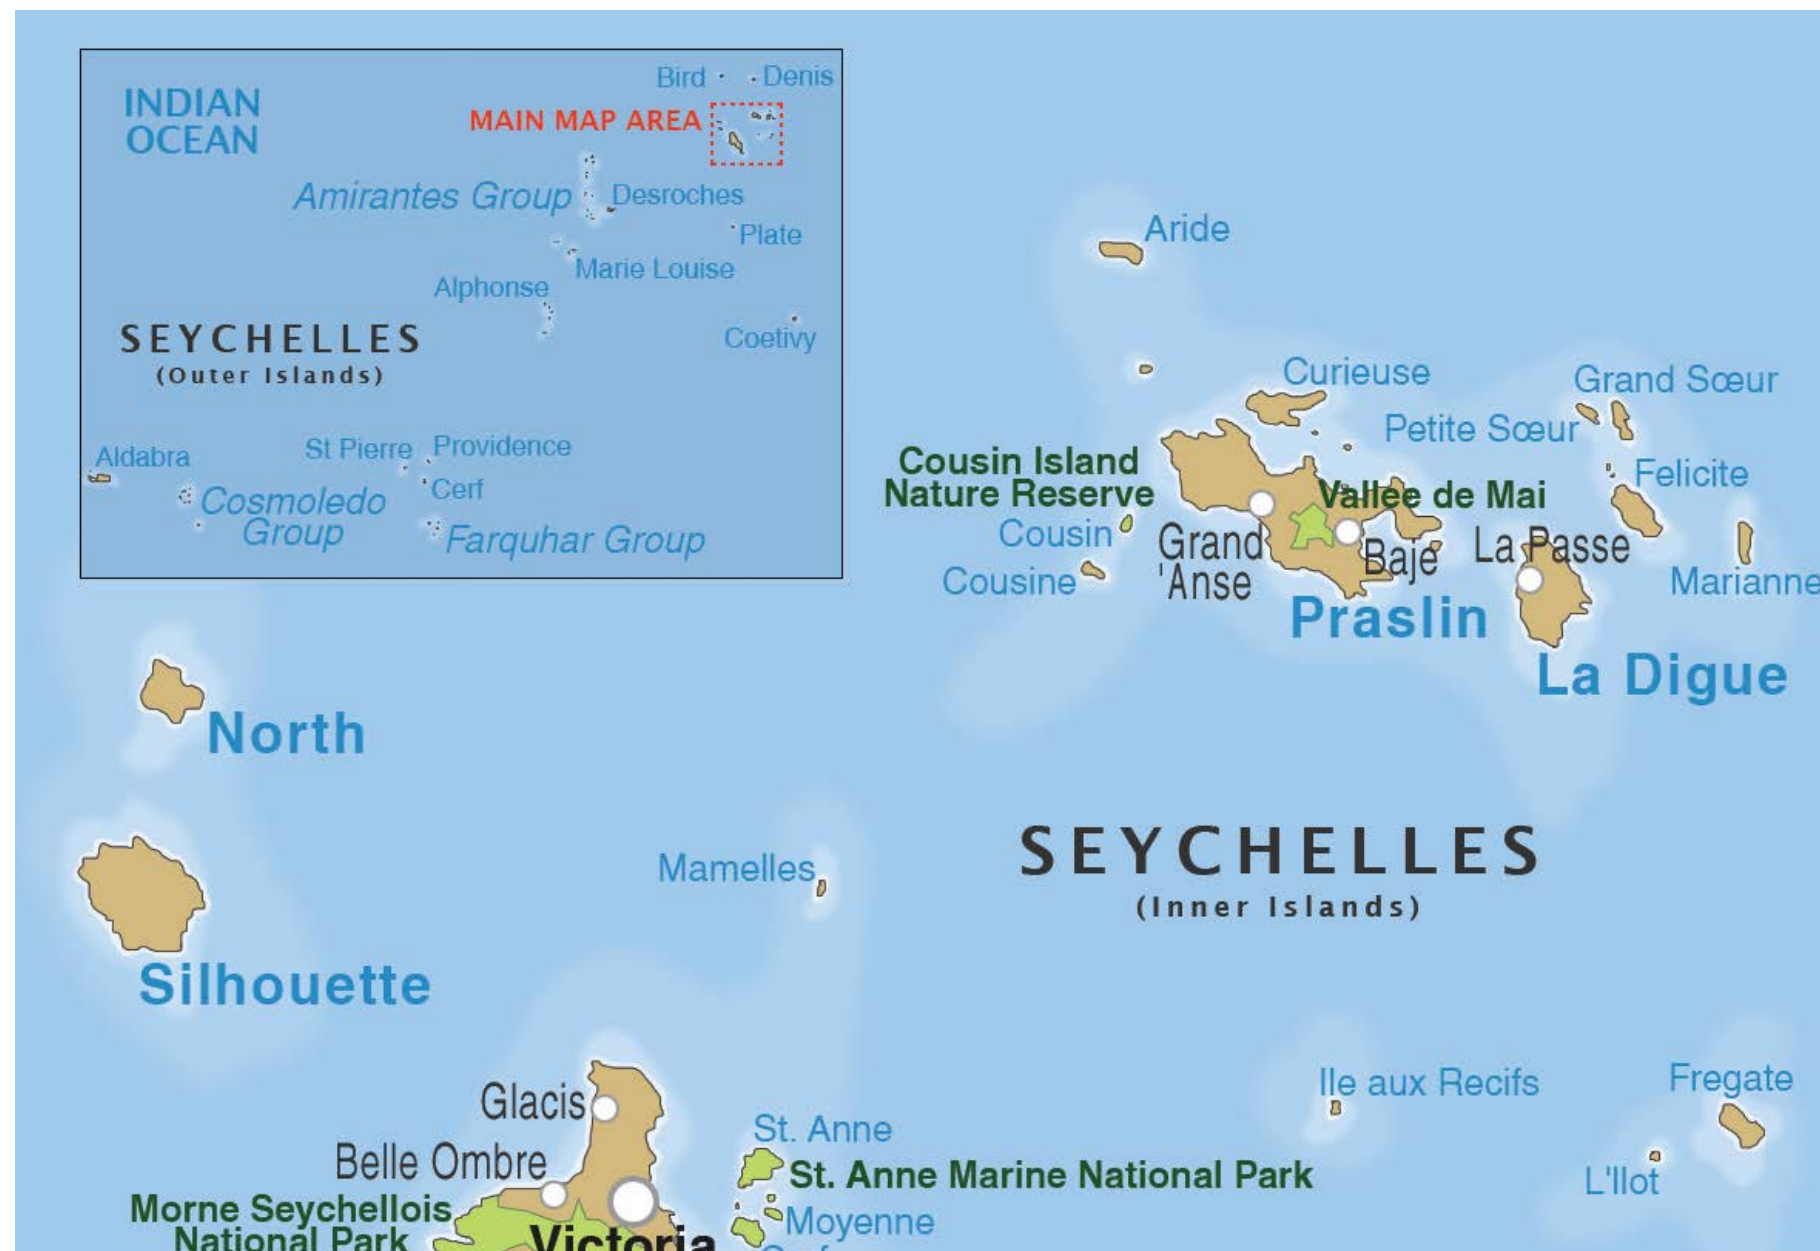 INDIAN
OCEAN
Bird
Denis
MAIN MAP AREA
Amirantes Group
Desroches
Plate
Marie Louise
Alphonse
SEYCHELLES
(Outer Islands)
Coetivy
Aldabra
St Pierre
Providence
Cerf
Cosmoledo
Group
Farquhar Group
Aride
Curieuse
Grand Sœur
Petite Sœur
Felicite
Cousin Island
Nature Reserve
Vallee de Mai
Cousin
Cousine
Grand
'Anse
Baje
La Passe
Marianne
Praslin
La Digue
North
Silhouette
Mamelles
SEYCHELLES
(Inner Islands)
Ile aux Recifs
Fregate
L'Ilot
Glacis
Belle Ombre
St. Anne
St. Anne Marine National Park
Moyenne
Morne Seychellois
National Park
Victoria